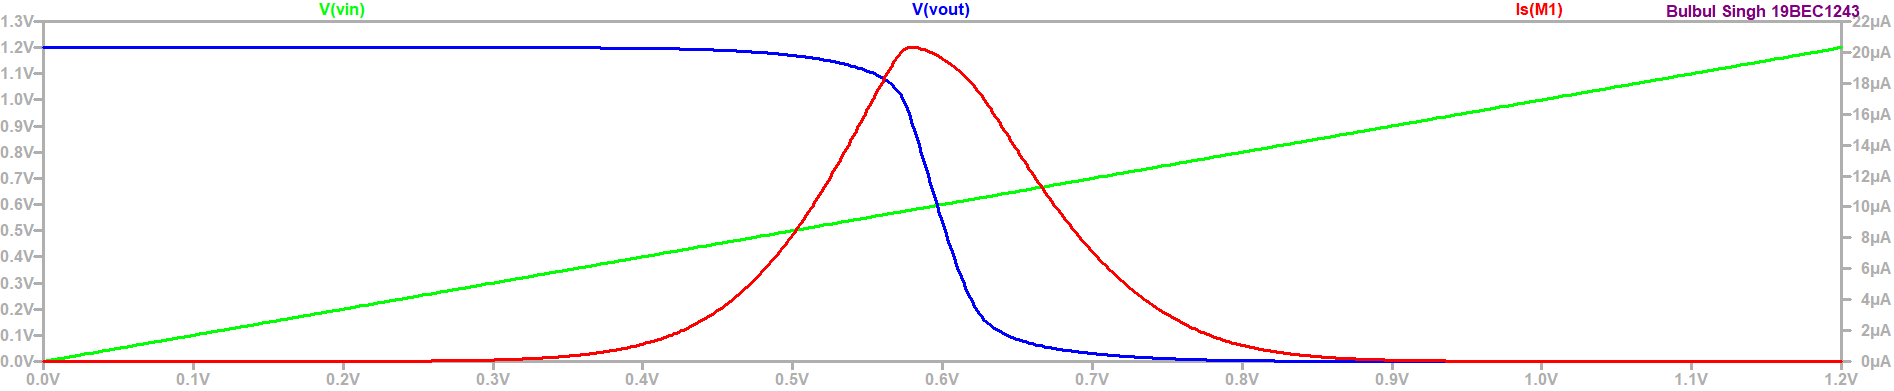 V(vin) V(vout) Is(M1) Bulbul Singh 19BEC1243
1.3V 22µA
1.2V 20µA
1.1V 18µA
1.0V 16µA
0.9V 14µA
0.8V 12µA
0.7V 10µA
0.6V 8µA
0.5V 6µA
0.4V 4µA
0.3V 2µA
0.2V 0µA
0.1V
0.0V
0.0V 0.1V 0.2V 0.3V 0.4V 0.5V 0.6V 0.7V 0.8V 0.9V 1.0V 1.1V 1.2V